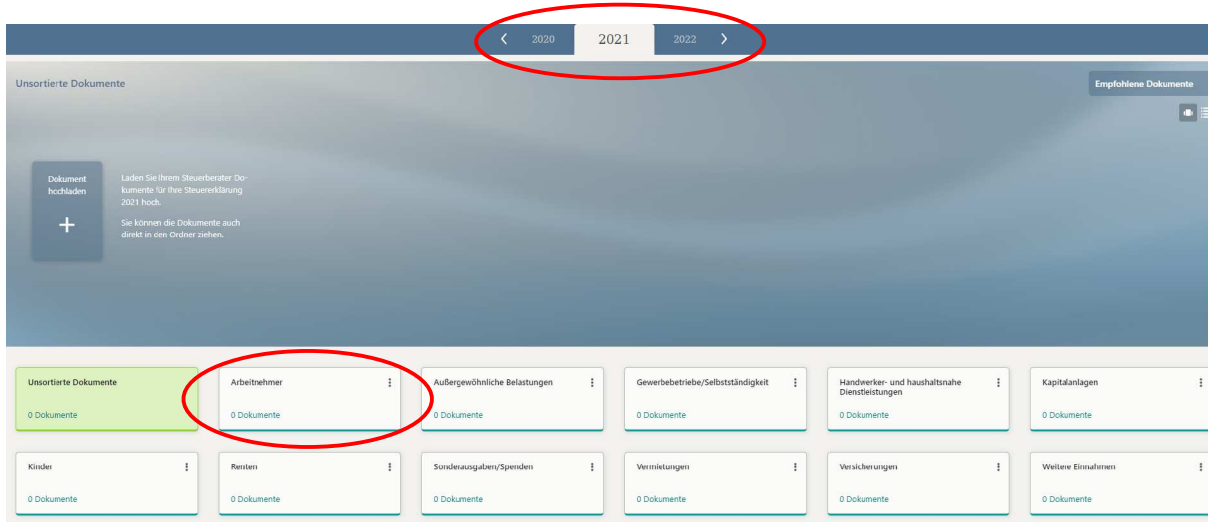 2020
2021
2022
Unsortierte Dokumente
Empfohlene Dokumente
Dokument
hochladen
Laden Sie Ihrem Steuerberater Do-
kumente für Ihre Steuererklärung
2021 hoch.
Sie können die Dokumente auch
direkt in den Ordner ziehen.
Unsortierte Dokumente
0 Dokumente
Arbeitnehmer
0 Dokumente
Außergewöhnliche Belastungen
0 Dokumente
Gewerbebetriebe/Selbstständigkeit
0 Dokumente
Handwerker- und haushaltsnahe
Dienstleistungen
0 Dokumente
Kapitalanlagen
0 Dokumente
Kinder
0 Dokumente
Renten
0 Dokumente
Sonderausgaben/Spenden
0 Dokumente
Vermietungen
0 Dokumente
Versicherungen
0 Dokumente
Weitere Einnahmen
0 Dokumente